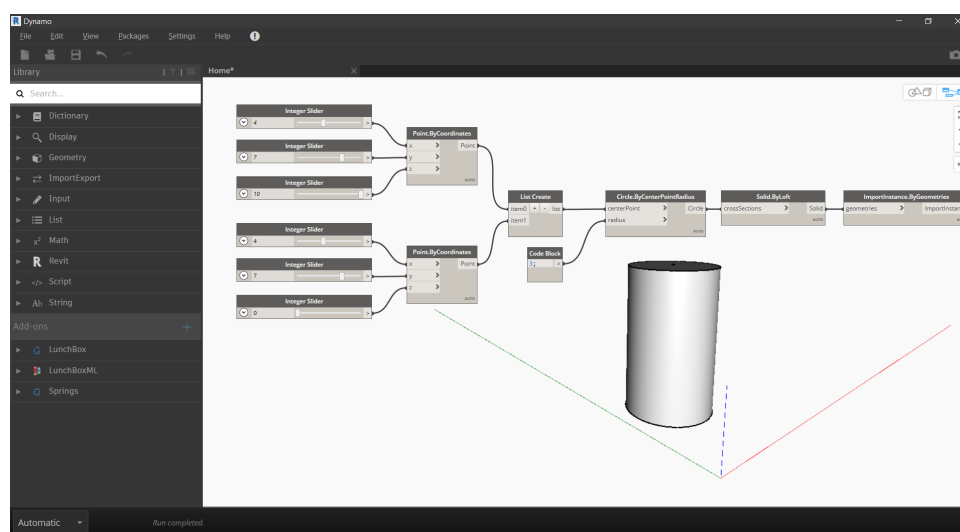 R Dynamo
File Edit View Packages Settings Help !
Library
Home*
Search...
Dictionary
Display
Geometry
ImportExport
Input
List
Math
R Revit
Script
String
Add-ons +
LunchBox
LunchBoxML
Springs
Integer Slider
4 >
Integer Slider
7 >
Integer Slider
10 >
Integer Slider
4 >
Integer Slider
7 >
Integer Slider
0 >
Point.ByCoordinates
x > Point
y >
z >
AUTO
Point.ByCoordinates
x > Point
y >
z >
AUTO
List Create
item0 + - list
item1
AUTO
Code Block
3; >
Circle.ByCenterPointRadius
centerPoint > Circle
radius >
AUTO
Solid.ByLoft
crossSections > Solid
AUTO
ImportInstance.ByGeometries
geometries > ImportInstan
AUTO
Automatic
Run completed.